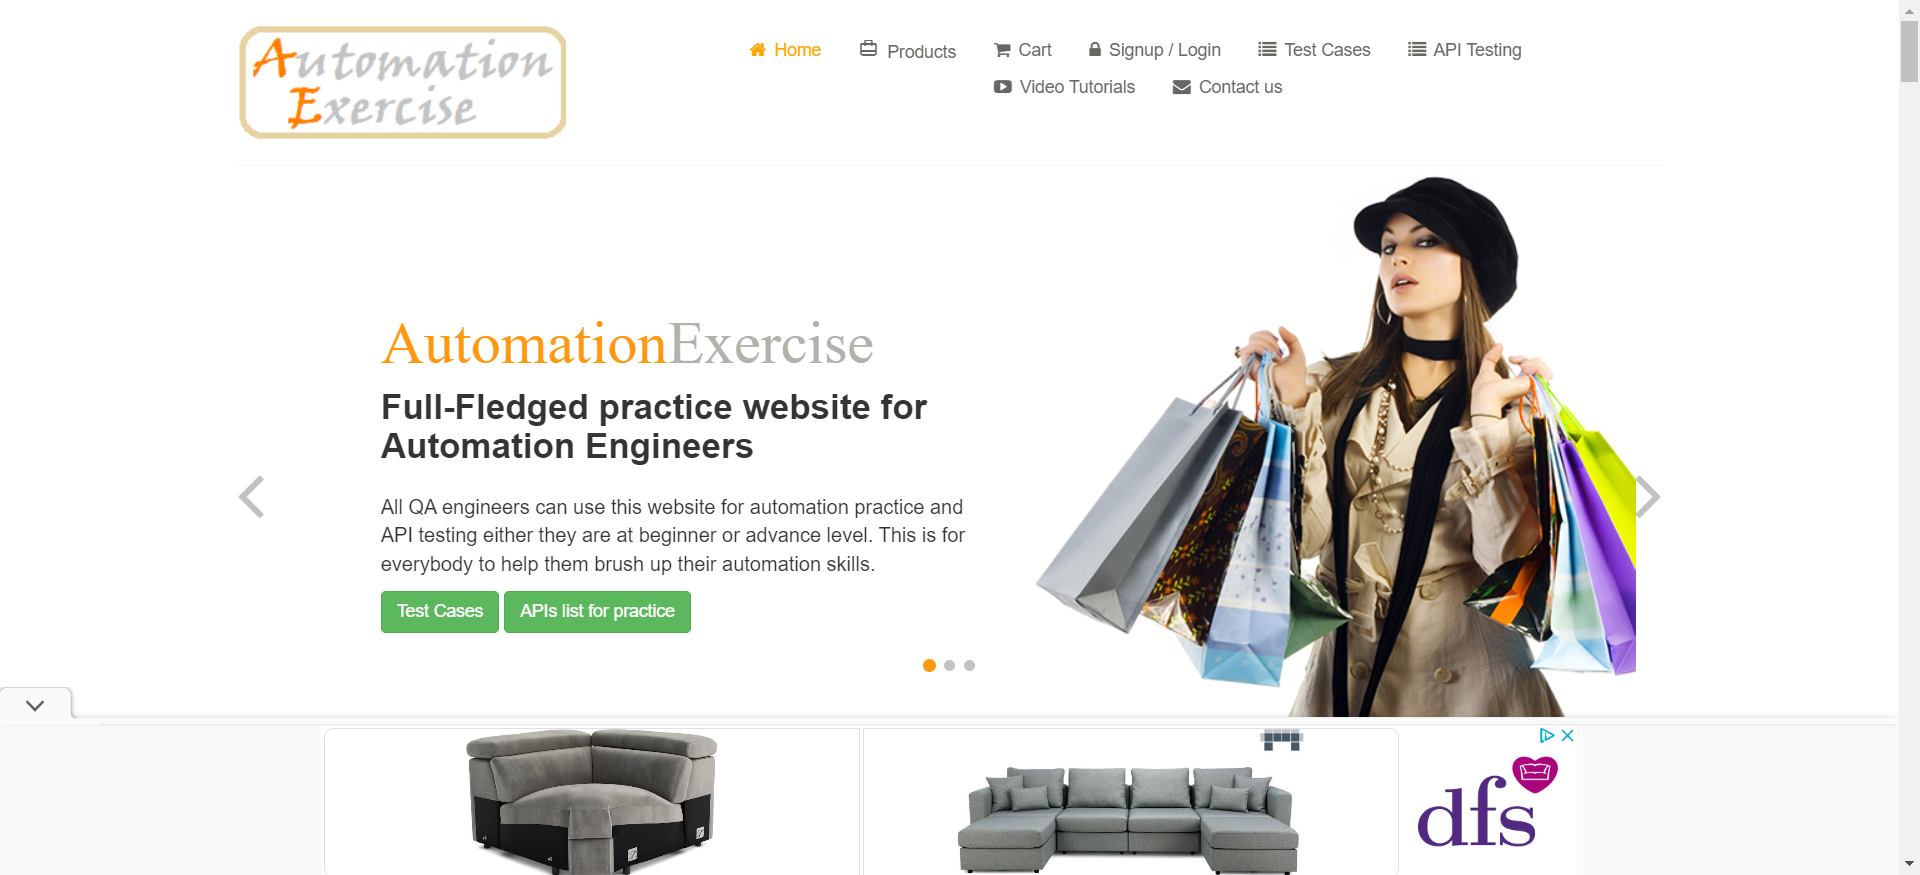 Automation
Exercise
Home
Products
Cart
Signup / Login
Test Cases
API Testing
Video Tutorials
Contact us
AutomationExercise
Full-Fledged practice website for
Automation Engineers
All QA engineers can use this website for automation practice and
API testing either they are at beginner or advance level. This is for
everybody to help them brush up their automation skills.
Test Cases
APIs list for practice
dfs